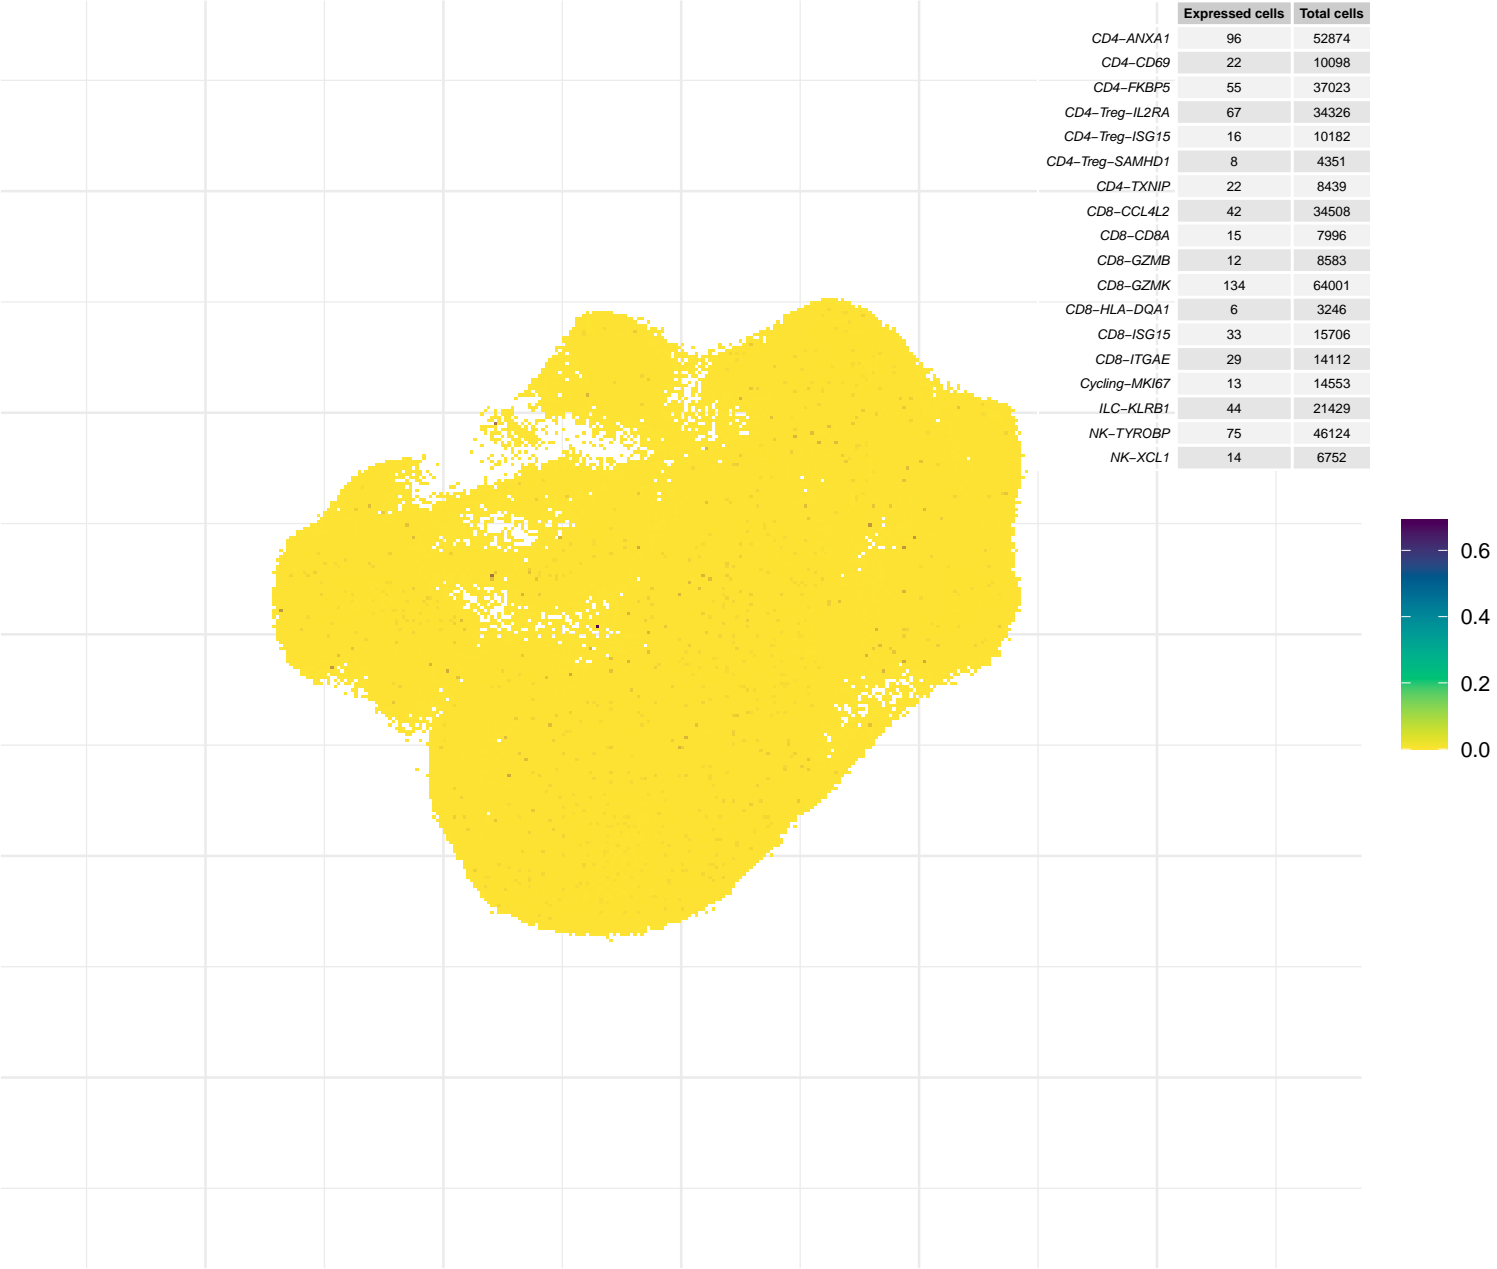 Expressed cells Total cells
CD4−ANXA1 96 52874
CD4−CD69 22 10098
CD4−FKBP5 55 37023
CD4−Treg−IL2RA 67 34326
CD4−Treg−ISG15 16 10182
CD4−Treg−SAMHD1 8 4351
CD4−TXNIP 22 8439
CD8−CCL4L2 42 34508
CD8−CD8A 15 7996
CD8−GZMB 12 8583
CD8−GZMK 134 64001
CD8−HLA−DQA1 6 3246
CD8−ISG15 33 15706
CD8−ITGAE 29 14112
Cycling−MKI67 13 14553
ILC−KLRB1 44 21429
NK−TYROBP 75 46124
NK−XCL1 14 6752
0.6
0.4
0.2
0.0